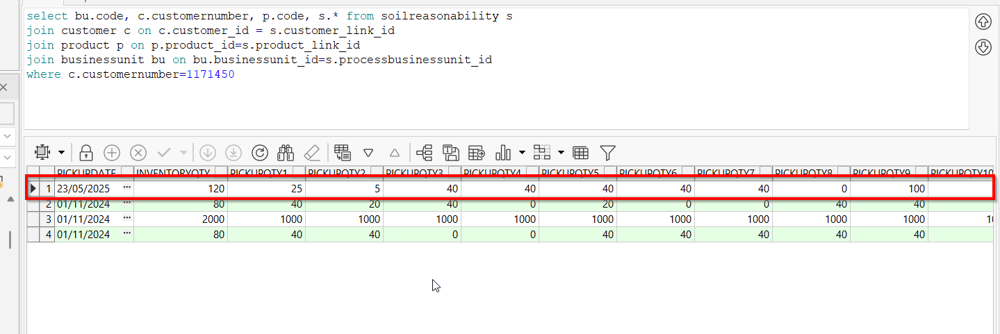 select bu.code, c.customernumber, p.code, s.* from soilreasonability s
join customer c on c.customer_id = s.customer_link_id
join product p on p.product_id=s.product_link_id
join businessunit bu on bu.businessunit_id=s.processbusinessunit_id
where c.customernumber=1171450
PICKUPDATE INVENTORYQTY PICKUPQTY1 PICKUPQTY2 PICKUPQTY3 PICKUPQTY4 PICKUPQTY5 PICKUPQTY6 PICKUPQTY7 PICKUPQTY8 PICKUPQTY9 PICKUPQTY10
1 23/05/2025 ··· 120 25 5 40 40 40 40 40 0 100
2 01/11/2024 ··· 80 40 20 40 0 20 0 0 40 40
3 01/11/2024 ··· 2000 1000 1000 1000 1000 1000 1000 1000 1000 1000
4 01/11/2024 ··· 80 40 40 0 0 40 40 40 40 40